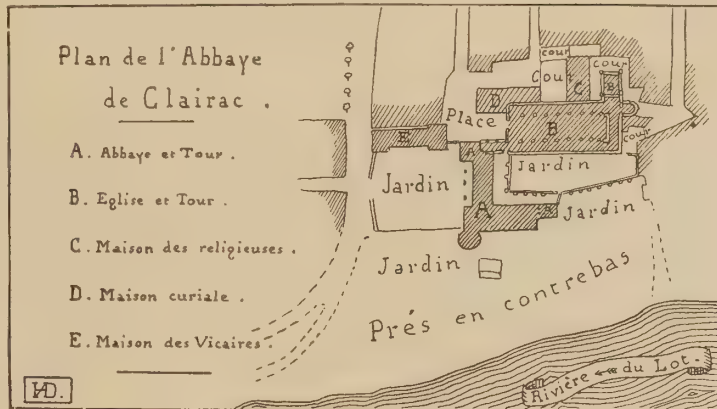 Plan de l'Abbaye
de Clairac.
A. Abbaye et Tour.
B. Eglise et Tour.
C. Maison des religieuses.
D. Maison curiale.
E. Maison des Vicaires.
HD.
cour
Cour
cour
C
B
D
Place
B
cour
E
A
Jardin
Jardin
A
B
Jardin
Jardin
Prés en contrebas
Rivière du Lot.